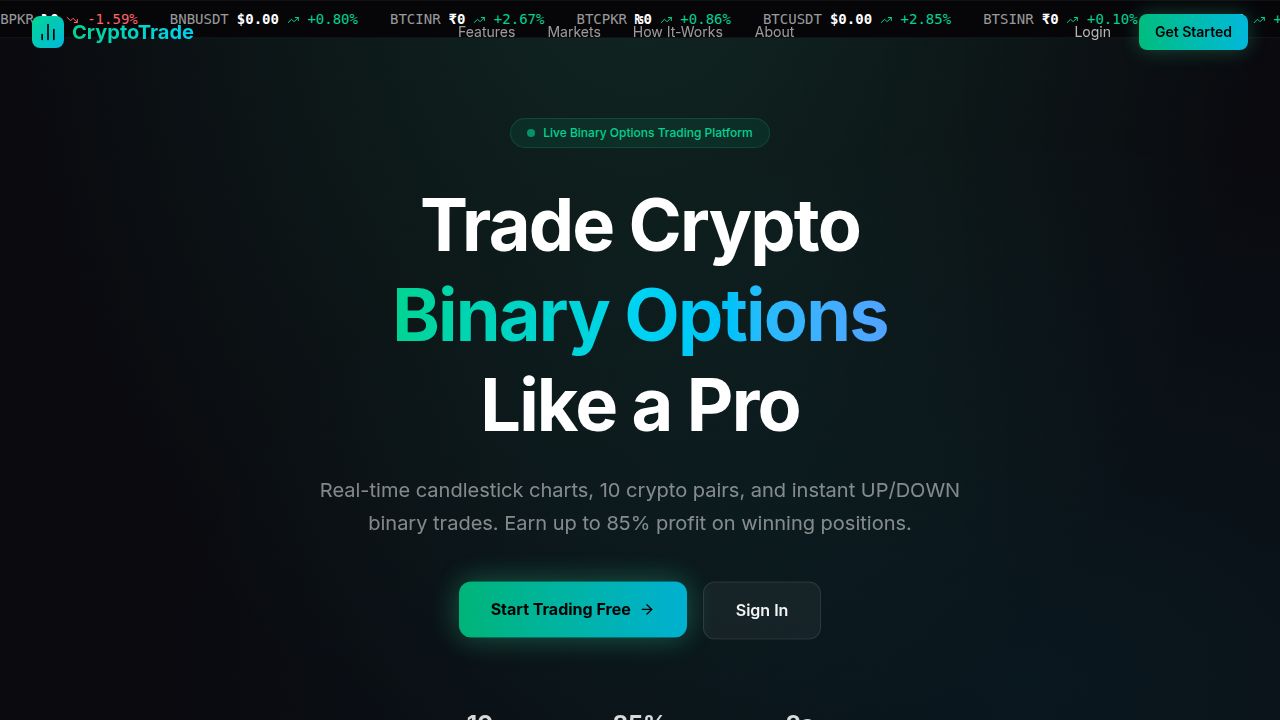 BPKR -1.59% BNBUSDT $0.00 +0.80% BTCINR ₹0 +2.67% BTCPKR ₨0 +0.86% BTCUSDT $0.00 +2.85% BTSINR ₹0 +0.10%
CryptoTrade Features Markets How It-Works About Login Get Started
Live Binary Options Trading Platform
Trade Crypto
Binary Options
Like a Pro
Real-time candlestick charts, 10 crypto pairs, and instant UP/DOWN
binary trades. Earn up to 85% profit on winning positions.
Start Trading Free → Sign In
10 85%